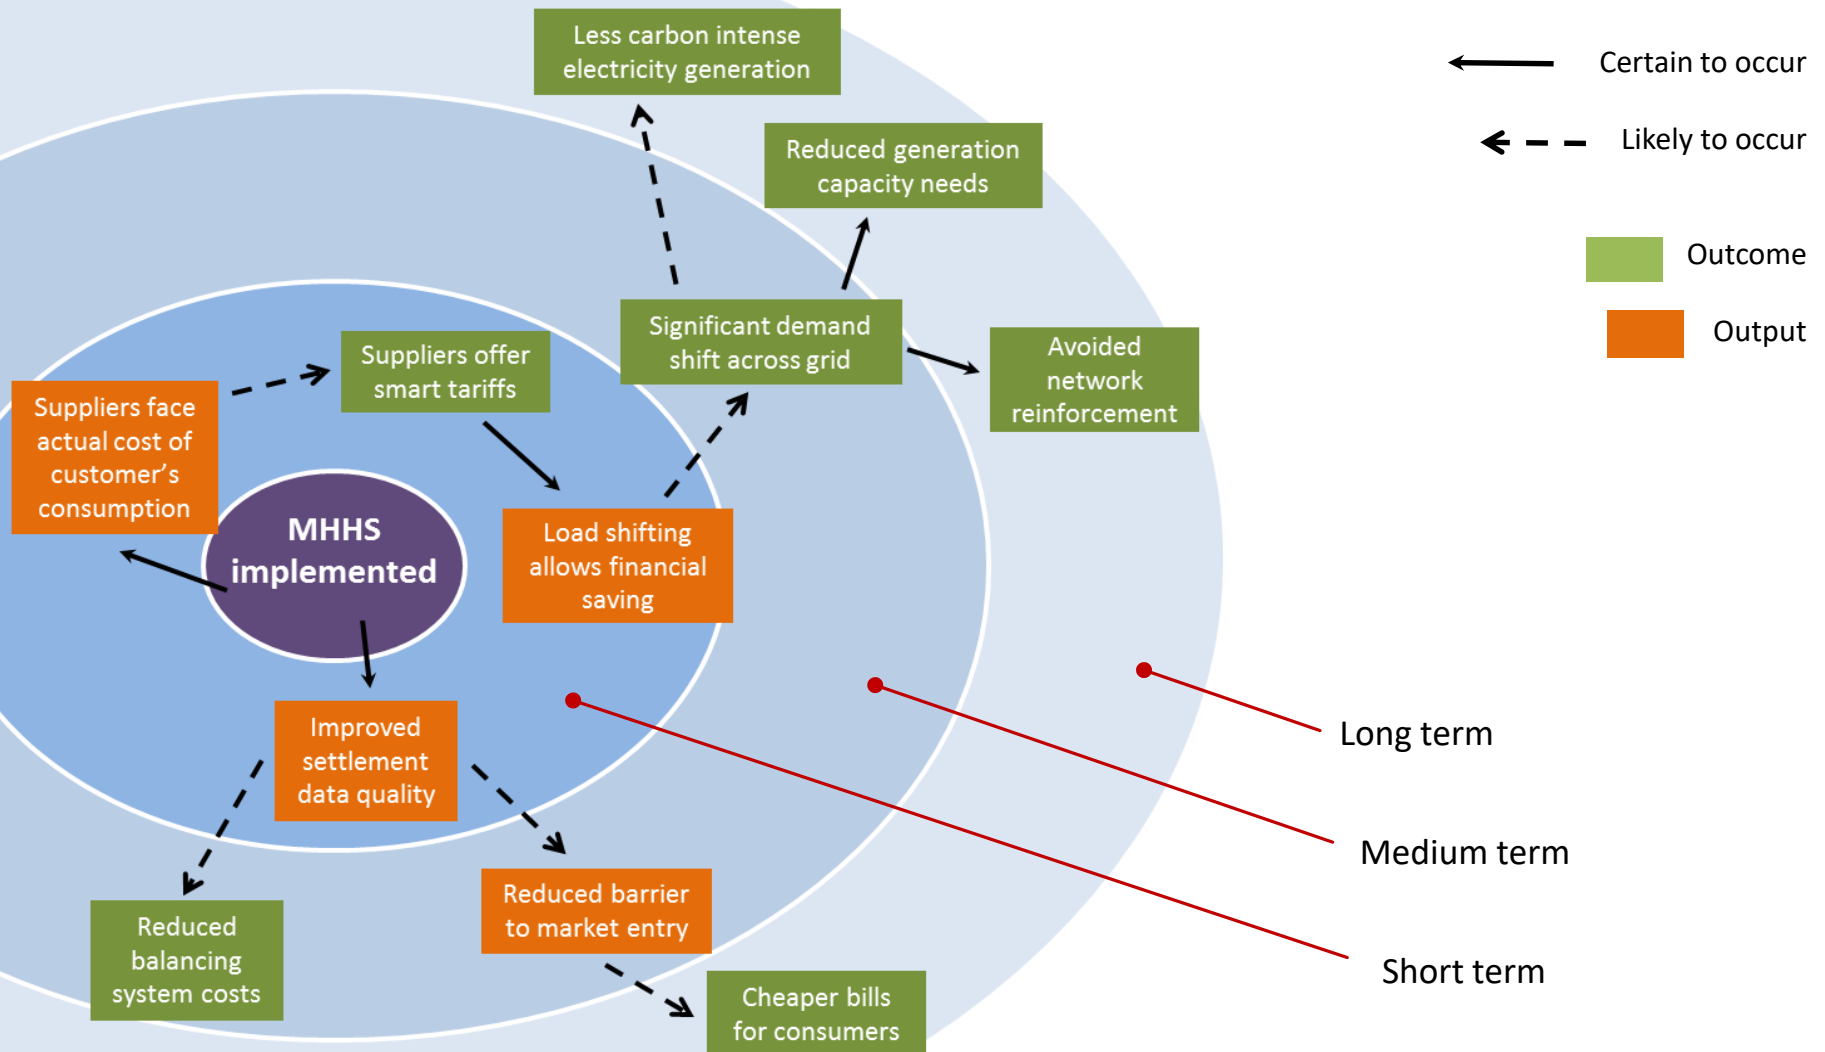 Less carbon intense
electricity generation
Reduced generation
capacity needs
Significant demand
shift across grid
Avoided
network
reinforcement
Suppliers offer
smart tariffs
Suppliers face
actual cost of
customer’s
consumption
MHHS
implemented
Load shifting
allows financial
saving
Improved
settlement
data quality
Reduced
balancing
system costs
Reduced barrier
to market entry
Cheaper bills
for consumers
Certain to occur
Likely to occur
Outcome
Output
Long term
Medium term
Short term